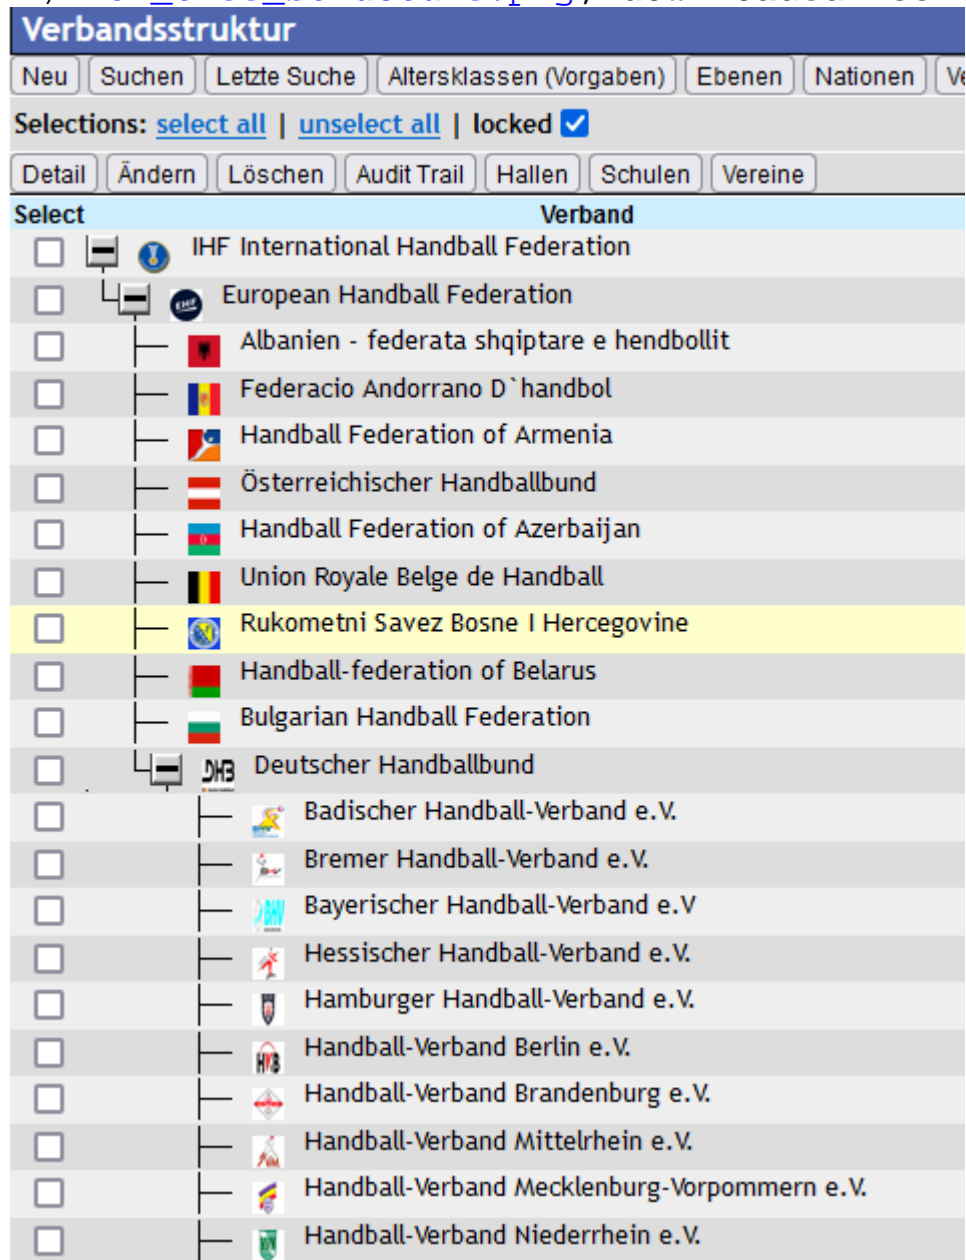 Verbandsstruktur
Neu Suchen Letzte Suche Altersklassen (Vorgaben) Ebenen Nationen
Selections: select all | unselect all | locked
Detail Ändern Löschen Audit Trail Hallen Schulen Vereine
Select Verband
IHF International Handball Federation
European Handball Federation
Albanien - federata shqiptare e hendbollit
Federacio Andorrano D`handbol
Handball Federation of Armenia
Österreichischer Handballbund
Handball Federation of Azerbaijan
Union Royale Belge de Handball
Rukometni Savez Bosne I Hercegovine
Handball-federation of Belarus
Bulgarian Handball Federation
DHB Deutscher Handballbund
Badischer Handball-Verband e.V.
Bremer Handball-Verband e.V.
BHV Bayerischer Handball-Verband e.V
Hessischer Handball-Verband e.V.
Hamburger Handball-Verband e.V.
HVB Handball-Verband Berlin e.V.
Handball-Verband Brandenburg e.V.
Handball-Verband Mittelrhein e.V.
Handball-Verband Mecklenburg-Vorpommern e.V.
Handball-Verband Niederrhein e.V.